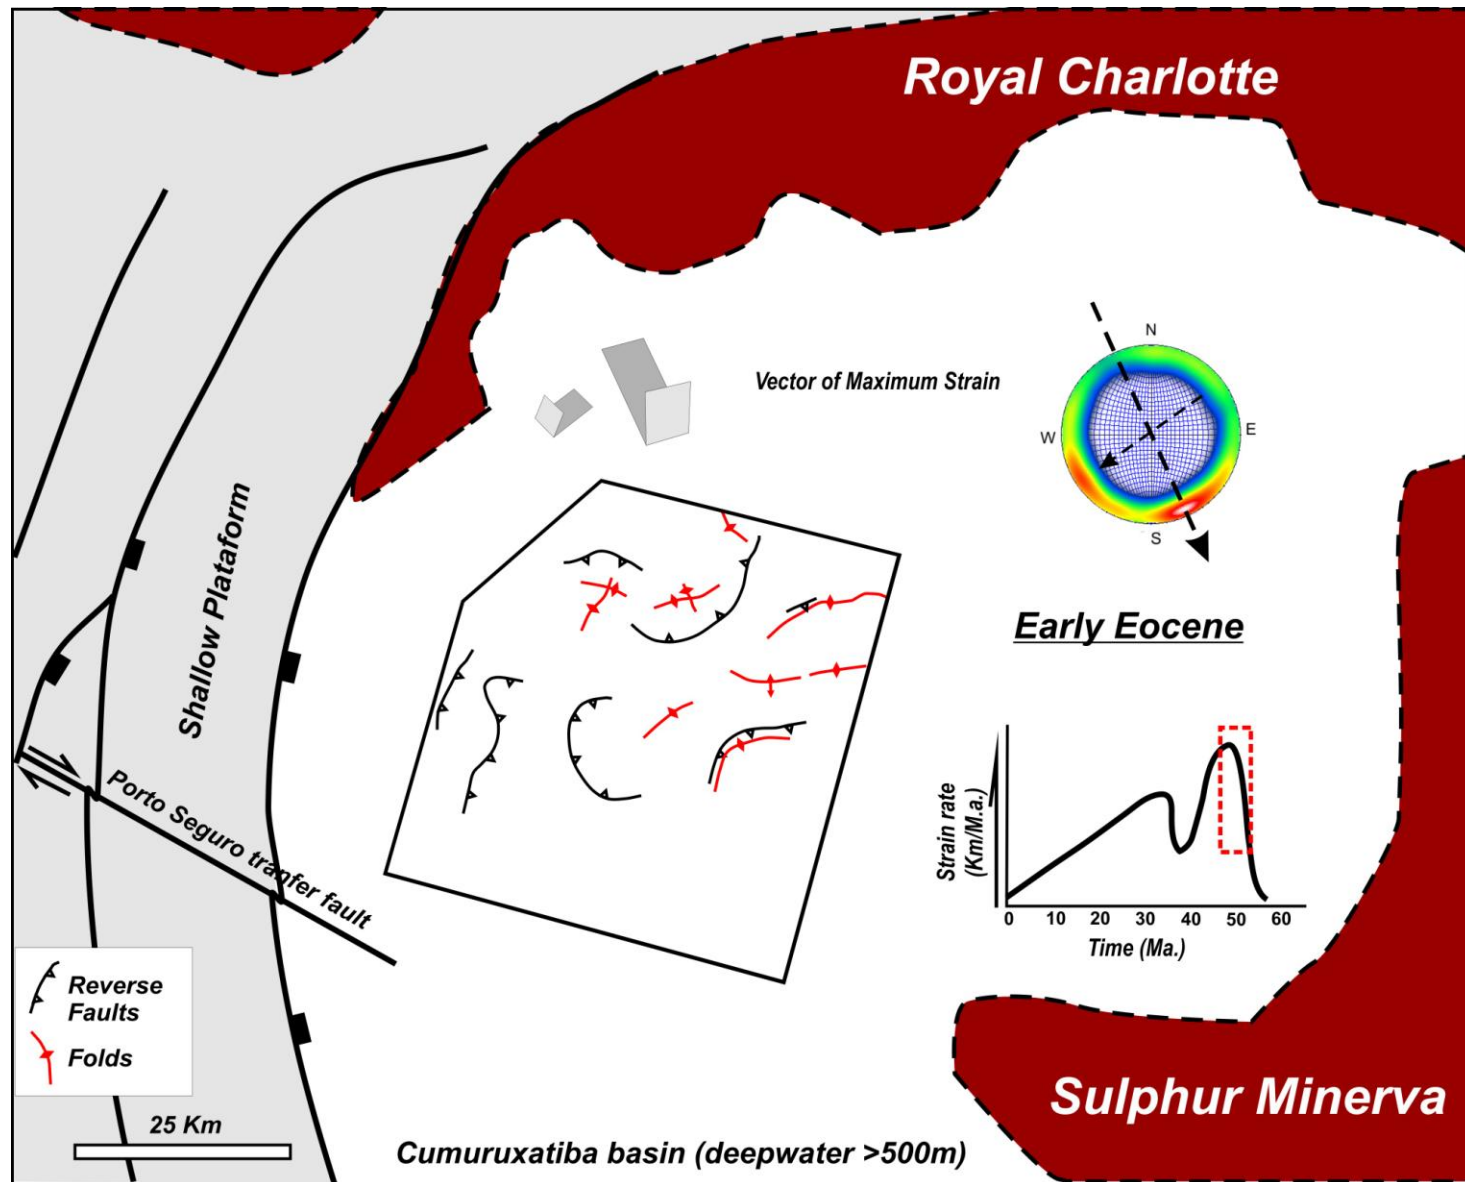 Royal Charlotte
Vector of Maximum Strain
N
W
E
S
Shallow Plataform
Early Eocene
Porto Seguro tranfer fault
Strain rate
(Km/M.a.)
0 10 20 30 40 50 60
Time (Ma.)
Reverse
Faults
Folds
25 Km
Sulphur Minerva
Cumuruxatiba basin (deepwater >500m)